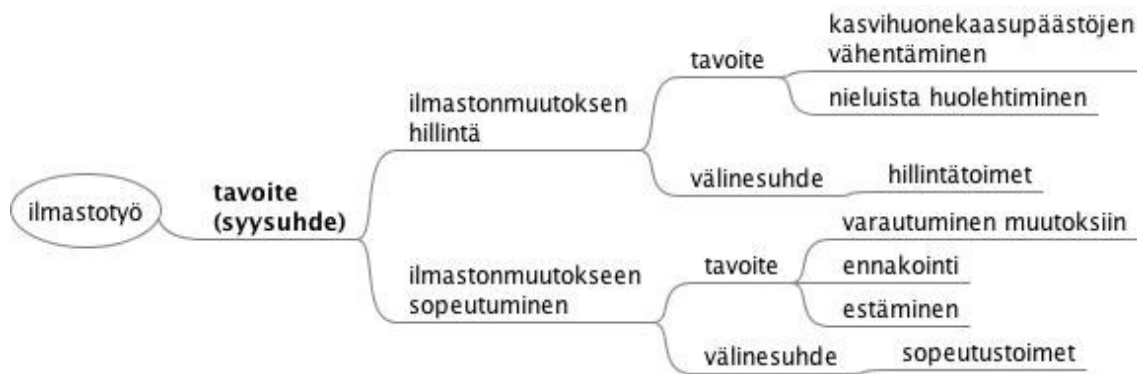 ilmastotyö
tavoite
(syysuhde)
ilmastonmuutoksen
hillintä
tavoite
kasvihuonekaasupäästöjen
vähentäminen
nieluista huolehtiminen
välinesuhde
hillintätoimet
ilmastonmuutokseen
sopeutuminen
tavoite
varautuminen muutoksiin
ennakointi
estäminen
välinesuhde
sopeutustoimet